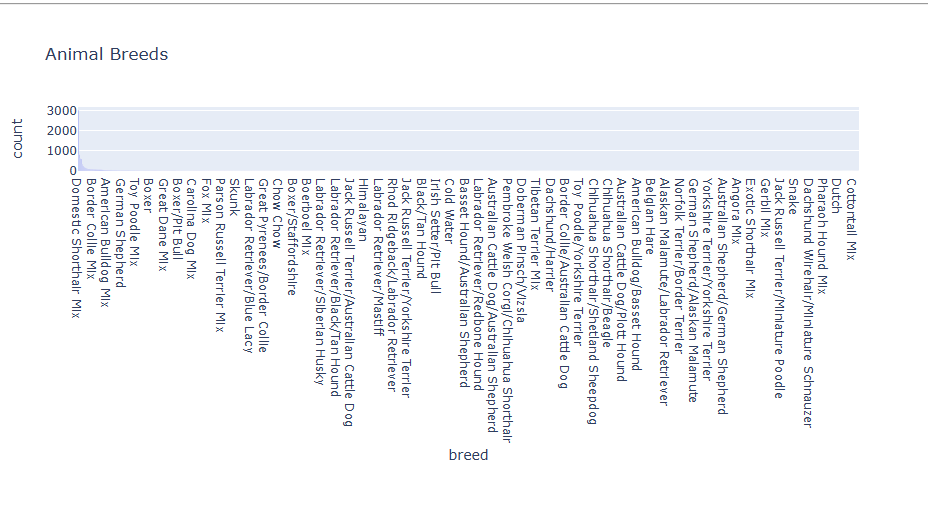 Animal Breeds
count
3000
2000
1000
0
Domestic Shorthair Mix
Border Collie Mix
American Bulldog Mix
German Shepherd
Toy Poodle Mix
Boxer
Great Dane Mix
Boxer/Pit Bull
Carolina Dog Mix
Fox Mix
Parson Russell Terrier Mix
Skunk
Labrador Retriever/Blue Lacy
Great Pyrenees/Border Collie
Chow Chow
Boxer/Staffordshire
Boerboel Mix
Labrador Retriever/Siberian Husky
Labrador Retriever/Black/Tan Hound
Jack Russell Terrier/Australian Cattle Dog
Himalayan
Labrador Retriever/Mastiff
Rhod Ridgeback/Labrador Retriever
Jack Russell Terrier/Yorkshire Terrier
Black/Tan Hound
Irish Setter/Pit Bull
Cold Water
Basset Hound/Australian Shepherd
Labrador Retriever/Redbone Hound
Australian Cattle Dog/Australian Shepherd
Pembroke Welsh Corgi/Chihuahua Shorthair
Doberman Pinsch/Vizsla
Tibetan Terrier Mix
Dachshund/Harrier
Border Collie/Australian Cattle Dog
Toy Poodle/Yorkshire Terrier
Chihuahua Shorthair/Shetland Sheepdog
Chihuahua Shorthair/Beagle
Australian Cattle Dog/Plott Hound
American Bulldog/Basset Hound
Belgian Hare
Alaskan Malamute/Labrador Retriever
Norfolk Terrier/Border Terrier
German Shepherd/Alaskan Malamute
Yorkshire Terrier/Yorkshire Terrier
Australian Shepherd/German Shepherd
Angora Mix
Exotic Shorthair Mix
Gerbil Mix
Jack Russell Terrier/Miniature Poodle
Snake
Dachshund Wirehair/Miniature Schnauzer
Pharaoh Hound Mix
Dutch
Cottontail Mix
breed